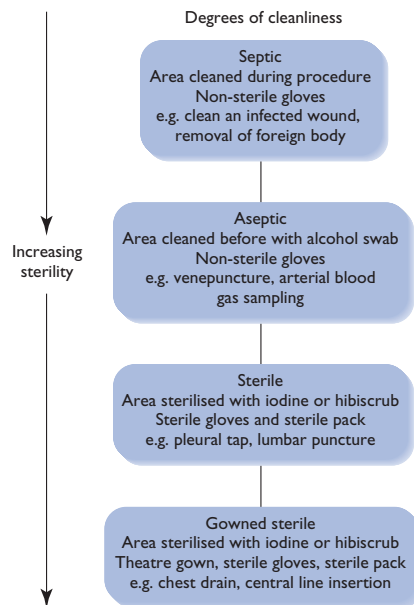 Degrees of cleanliness
Septic
Area cleaned during procedure
Non-sterile gloves
e.g. clean an infected wound,
removal of foreign body
Aseptic
Area cleaned before with alcohol swab
Non-sterile gloves
e.g. venepuncture, arterial blood
gas sampling
Increasing
sterility
Sterile
Area sterilised with iodine or hibiscrub
Sterile gloves and sterile pack
e.g. pleural tap, lumbar puncture
Gowned sterile
Area sterilised with iodine or hibiscrub
Theatre gown, sterile gloves, sterile pack
e.g. chest drain, central line insertion